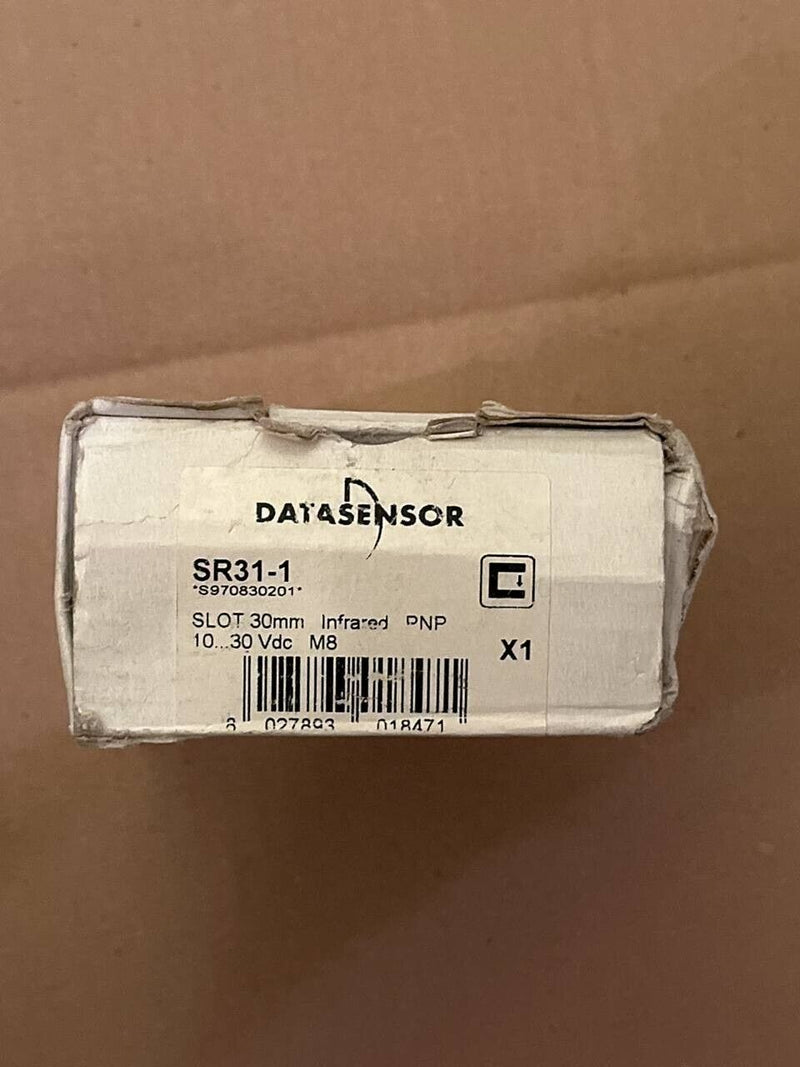 DATASENSOR
SR31-1
*S970830201*
SLOT 30mm Infrared PNP
10...30 Vdc M8
X1
8 027893 018471